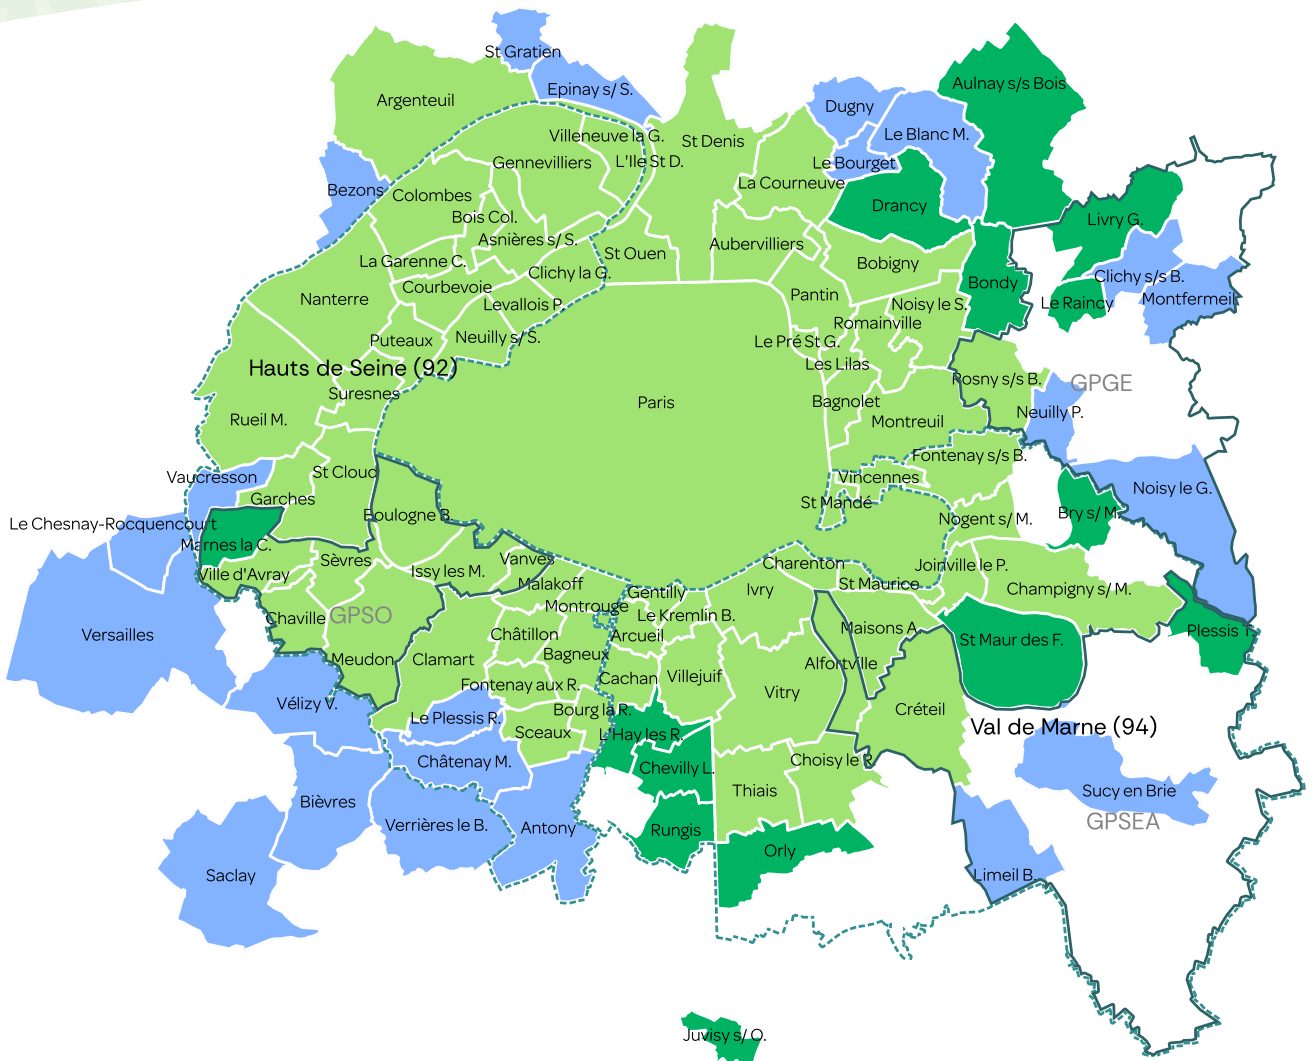 St Gratien
Epinay s/ S.
Argenteuil
Aulnay s/s Bois
Dugny
Le Blanc M.
Villeneuve la G.
St Denis
Gennevilliers
L'Ile St D.
Le Bourget
La Courneuve
Bezons
Colombes
Drancy
Bois Col.
Livry G.
Asnières s/ S.
Aubervilliers
St Ouen
La Garenne C.
Bobigny
Clichy la G.
Clichy s/s B.
Courbevoie
Bondy
Nanterre
Pantin
Levallois P.
Noisy le S.
Le Raincy
Montfermeil
Romainville
Puteaux
Neuilly s/ S.
Le Pré St G.
Hauts de Seine (92)
Les Lilas
Rosny s/s B.
GPGE
Suresnes
Paris
Bagnolet
Neuilly P.
Rueil M.
Montreuil
Fontenay s/s B.
St Cloud
Vaucresson
Vincennes
Noisy le G.
Garches
St Mandé
Boulogne B.
Nogent s/ M.
Bry s/ M.
Le Chesnay-Rocquencourt
Marnes la C.
Sèvres
Vanves
Charenton
Joinville le P.
Ville d'Avray
Issy les M.
Malakoff
St Maurice
Champigny s/ M.
Gentilly
Ivry
Montrouge
Chaville
GPSO
Le Kremlin B.
Versailles
Châtillon
Arcueil
Maisons A.
St Maur des F.
Plessis T.
Meudon
Clamart
Bagneux
Alfortville
Fontenay aux R.
Cachan
Villejuif
Vitry
Vélizy V.
Le Plessis R.
Bourg la R.
Créteil
Sceaux
L'Hay les R.
Val de Marne (94)
Châtenay M.
Chevilly L.
Choisy le R.
Bièvres
Thiais
Sucy en Brie
Verrières le B.
Antony
Rungis
GPSEA
Orly
Saclay
Limeil B.
Juvisy s/ O.